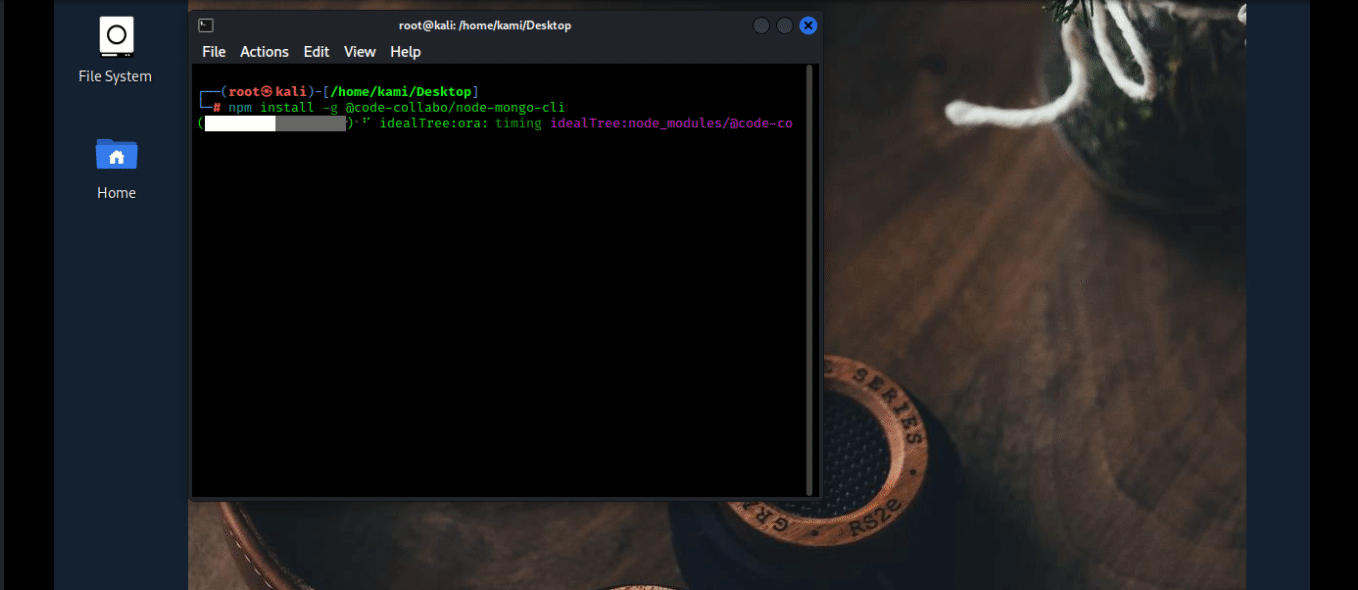 File System
Home
root@kali: /home/kami/Desktop
File Actions Edit View Help
┌──(root㉿kali)-[/home/kami/Desktop]
└─# npm install -g @code-collabo/node-mongo-cli
() ⠋ idealTree:ora: timing idealTree:node_modules/@code-co
SERIES
RS2e
GRA